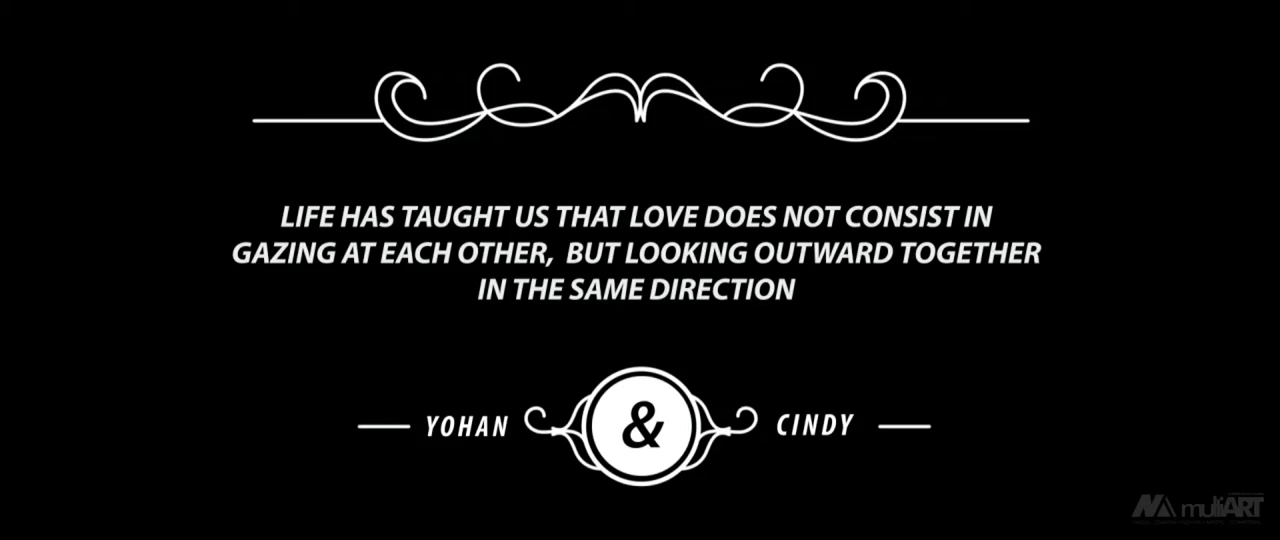 LIFE HAS TAUGHT US THAT LOVE DOES NOT CONSIST IN
GAZING AT EACH OTHER, BUT LOOKING OUTWARD TOGETHER
IN THE SAME DIRECTION
YOHAN & CINDY
multiART